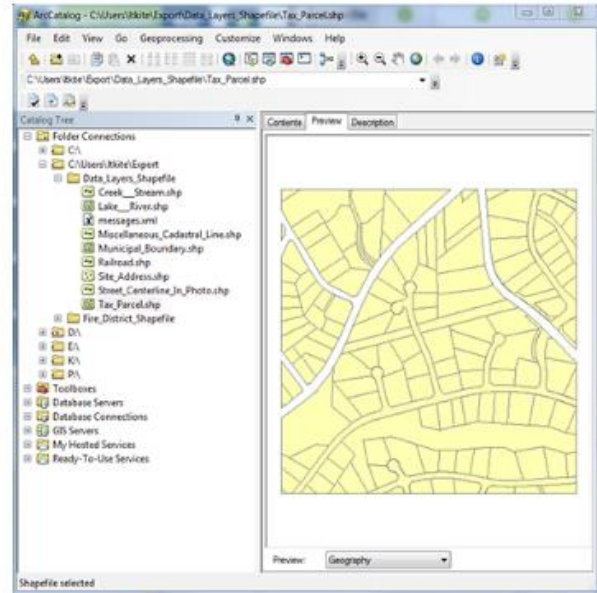 ArcCatalog - C:\Users\ltkite\Export\Data_Layers_Shapefile\Tax_Parcel.shp
File Edit View Go Geoprocessing Customize Windows Help
C:\Users\ltkite\Export\Data_Layers_Shapefile\Tax_Parcel.shp
Catalog Tree
Contents Preview Description
Folder Connections
C:\
C:\Users\ltkite\Export
Data_Layers_Shapefile
Creek__Stream.shp
Lake__River.shp
messages.xml
Miscellaneous_Cadastral_Line.shp
Municipal_Boundary.shp
Railroad.shp
Site_Address.shp
Street_Centerline_In_Photo.shp
Tax_Parcel.shp
Fire_District_Shapefile
D:\
E:\
K:\
P:\
Toolboxes
Database Servers
Database Connections
GIS Servers
My Hosted Services
Ready-To-Use Services
Preview: Geography
Shapefile selected